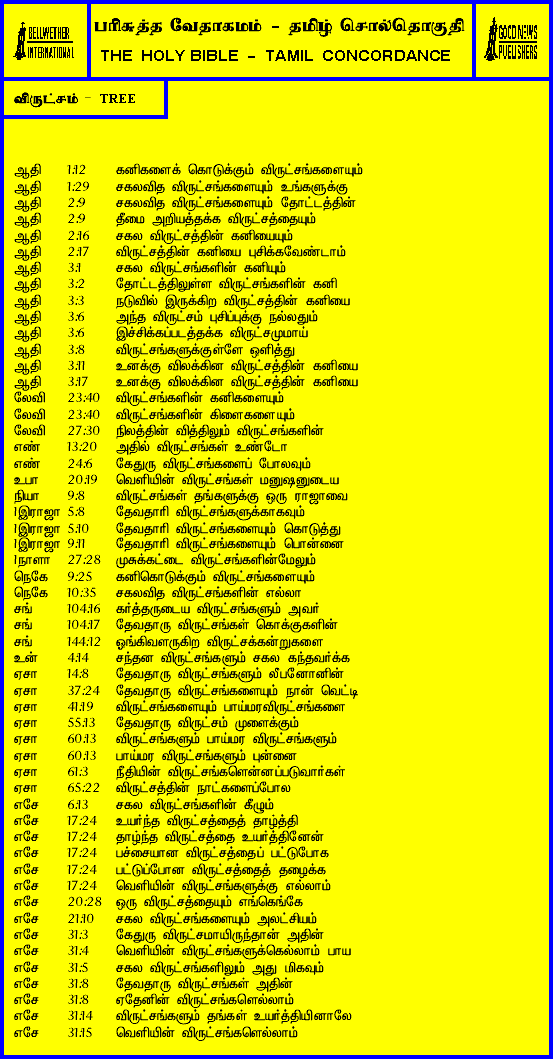 BELLWETHER
INTERNATIONAL
பரிசுத்த வேதாகமம் - தமிழ் சொல்தொகுதி
THE HOLY BIBLE - TAMIL CONCORDANCE
GOOD NEWS
PUBLISHERS
விருட்சம் - TREE
ஆதி 1:12 கனிகளைக் கொடுக்கும் விருட்சங்களையும்
ஆதி 1:29 சகலவித விருட்சங்களையும் உங்களுக்கு
ஆதி 2:9 சகலவித விருட்சங்களையும் தோட்டத்தின்
ஆதி 2:9 தீமை அறியத்தக்க விருட்சத்தையும்
ஆதி 2:16 சகல விருட்சத்தின் கனியையும்
ஆதி 2:17 விருட்சத்தின் கனியை புசிக்கவேண்டாம்
ஆதி 3:1 சகல விருட்சங்களின் கனியும்
ஆதி 3:2 தோட்டத்திலுள்ள விருட்சங்களின் கனி
ஆதி 3:3 நடுவில் இருக்கிற விருட்சத்தின் கனியை
ஆதி 3:6 அந்த விருட்சம் புசிப்புக்கு நல்லதும்
ஆதி 3:6 இச்சிக்கப்படத்தக்க விருட்சமுமாய்
ஆதி 3:8 விருட்சங்களுக்குள்ளே ஒளித்து
ஆதி 3:11 உனக்கு விலக்கின விருட்சத்தின் கனியை
ஆதி 3:17 உனக்கு விலக்கின விருட்சத்தின் கனியை
லேவி 23:40 விருட்சங்களின் கனிகளையும்
லேவி 23:40 விருட்சங்களின் கிளைகளையும்
லேவி 27:30 நிலத்தின் வித்திலும் விருட்சங்களின்
எண் 13:20 அதில் விருட்சங்கள் உண்டோ
எண் 24:6 கேதுரு விருட்சங்களைப் போலவும்
உபா 20:19 வெளியின் விருட்சங்கள் மனுஷனுடைய
நியா 9:8 விருட்சங்கள் தங்களுக்கு ஒரு ராஜாவை
1இராஜா 5:8 தேவதாரி விருட்சங்களுக்காகவும்
1இராஜா 5:10 தேவதாரி விருட்சங்களையும் கொடுத்து
1இராஜா 9:11 தேவதாரி விருட்சங்களையும் பொன்னை
1நாளா 27:28 முசுக்கட்டை விருட்சங்களின்மேலும்
நெகே 9:25 கனிகொடுக்கும் விருட்சங்களையும்
நெகே 10:35 சகலவித விருட்சங்களின் எல்லா
சங் 104:16 கர்த்தருடைய விருட்சங்களும் அவர்
சங் 104:17 தேவதாரு விருட்சங்கள் கொக்குகளின்
சங் 144:12 ஓங்கிவளருகிற விருட்சக்கன்றுகளை
உன் 4:14 சந்தன விருட்சங்களும் சகல கந்தவர்க்க
ஏசா 14:8 தேவதாரு விருட்சங்களும் லீபனோனின்
ஏசா 37:24 தேவதாரு விருட்சங்களையும் நான் வெட்டி
ஏசா 41:19 விருட்சங்களையும் பாய்மரவிருட்சங்களை
ஏசா 55:13 தேவதாரு விருட்சம் முளைக்கும்
ஏசா 60:13 விருட்சங்களும் பாய்மர விருட்சங்களும்
ஏசா 60:13 பாய்மர விருட்சங்களும் புன்னை
ஏசா 61:3 நீதியின் விருட்சங்களென்னப்படுவார்கள்
ஏசா 65:22 விருட்சத்தின் நாட்களைப்போல
எசே 6:13 சகல விருட்சங்களின் கீழும்
எசே 17:24 உயர்ந்த விருட்சத்தைத் தாழ்த்தி
எசே 17:24 தாழ்ந்த விருட்சத்தை உயர்த்தினேன்
எசே 17:24 பச்சையான விருட்சத்தைப் பட்டுபோக
எசே 17:24 பட்டுப்போன விருட்சத்தைத் தழைக்க
எசே 17:24 வெளியின் விருட்சங்களுக்கு எல்லாம்
எசே 20:28 ஒரு விருட்சத்தையும் எங்கெங்கே
எசே 21:10 சகல விருட்சங்களையும் அலட்சியம்
எசே 31:3 கேதுரு விருட்சமாயிருந்தான் அதின்
எசே 31:4 வெளியின் விருட்சங்களுக்கெல்லாம் பாய
எசே 31:5 சகல விருட்சங்களிலும் அது மிகவும்
எசே 31:8 தேவதாரு விருட்சங்கள் அதின்
எசே 31:8 ஏதேனின் விருட்சங்களெல்லாம்
எசே 31:14 விருட்சங்களும் தங்கள் உயர்த்தியினாலே
எசே 31:15 வெளியின் விருட்சங்களெல்லாம்